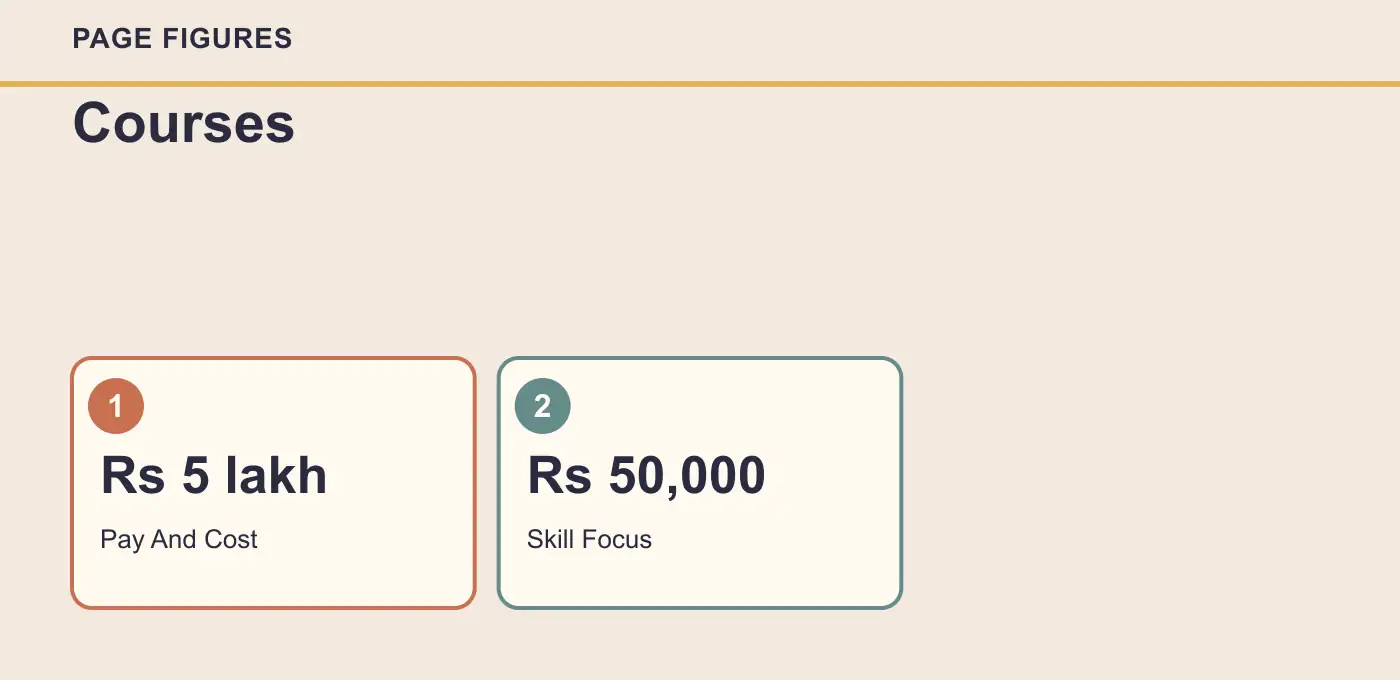 PAGE FIGURES
Courses
1
Rs 5 lakh
Pay And Cost
2
Rs 50,000
Skill Focus